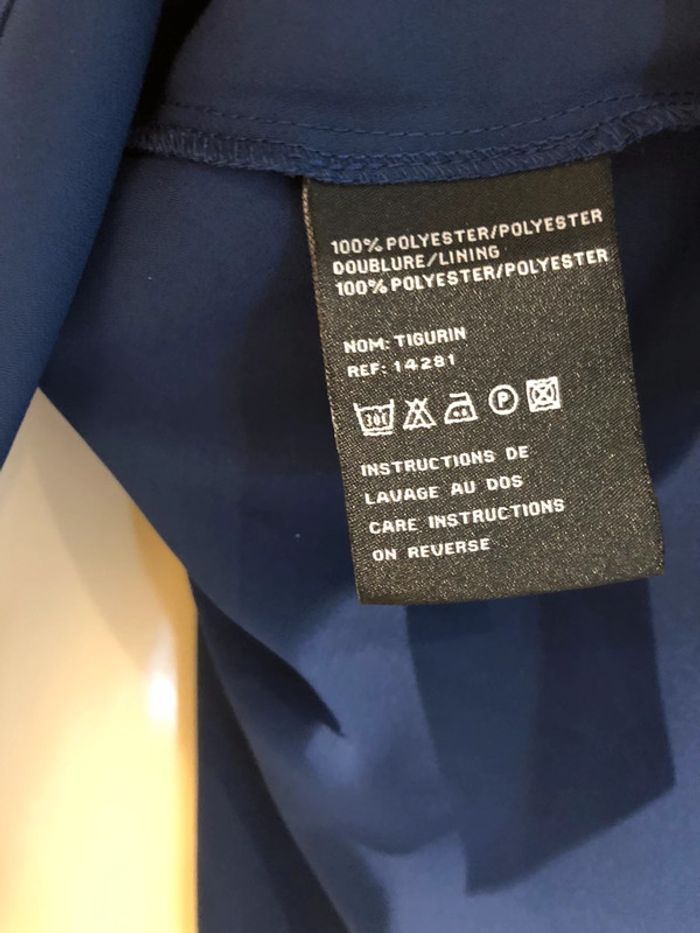 100% POLYESTER/POLYESTER
DOUBLURE/LINING
100% POLYESTER/POLYESTER
NOM: TIGURIN
REF: 14281
P
INSTRUCTIONS DE
LAVAGE AU DOS
CARE INSTRUCTIONS
ON REVERSE